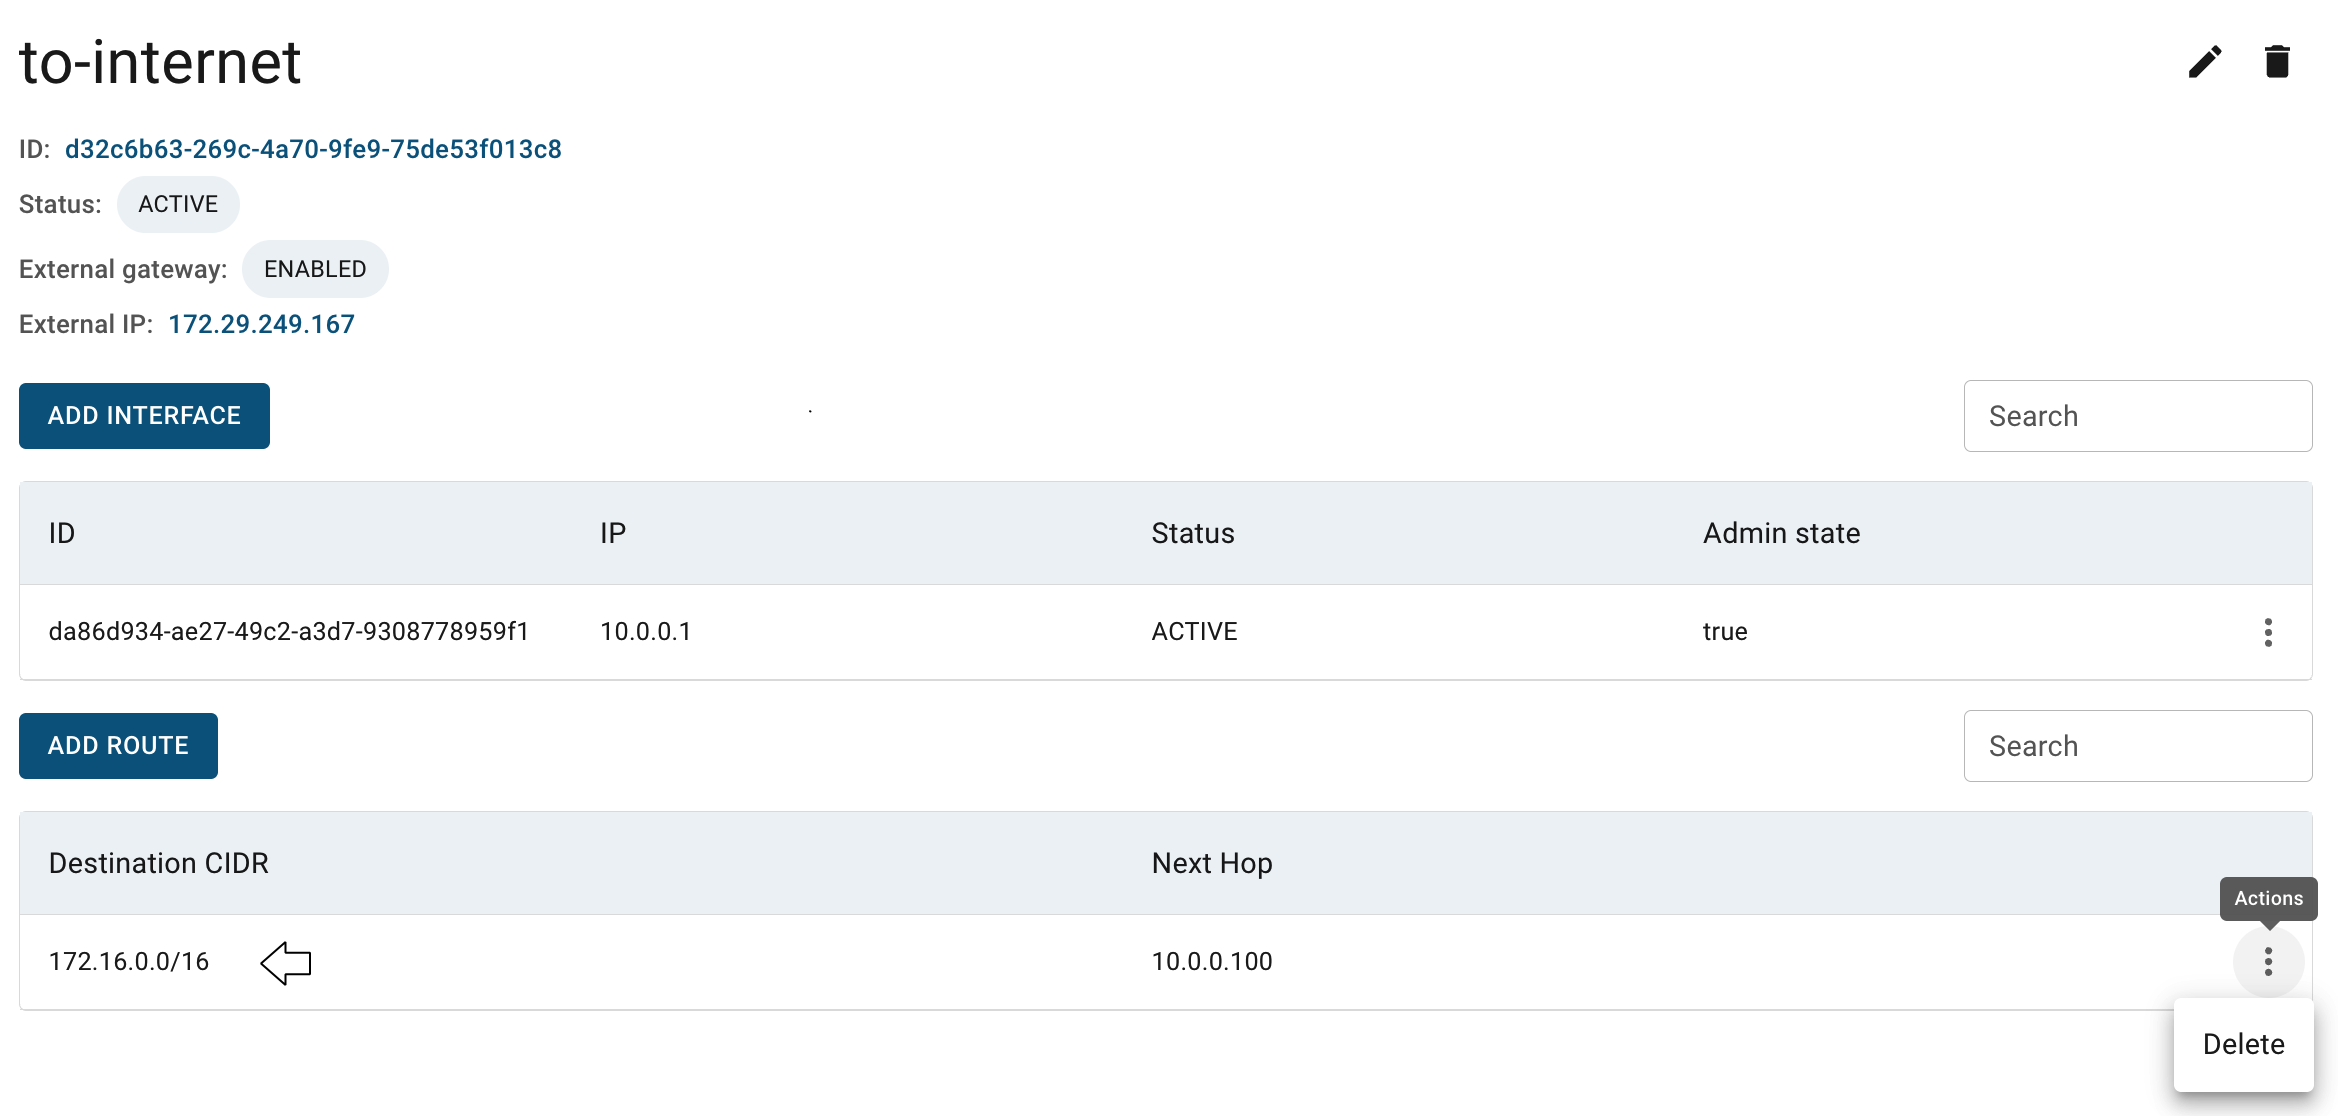 to-internet
ID: d32c6b63-269c-4a70-9fe9-75de53f013c8
Status: ACTIVE
External gateway: ENABLED
External IP: 172.29.249.167
ADD INTERFACE Search
ID IP Status Admin state
da86d934-ae27-49c2-a3d7-9308778959f1 10.0.0.1 ACTIVE true
ADD ROUTE Search
Destination CIDR Next Hop
Actions
172.16.0.0/16 10.0.0.100
Delete